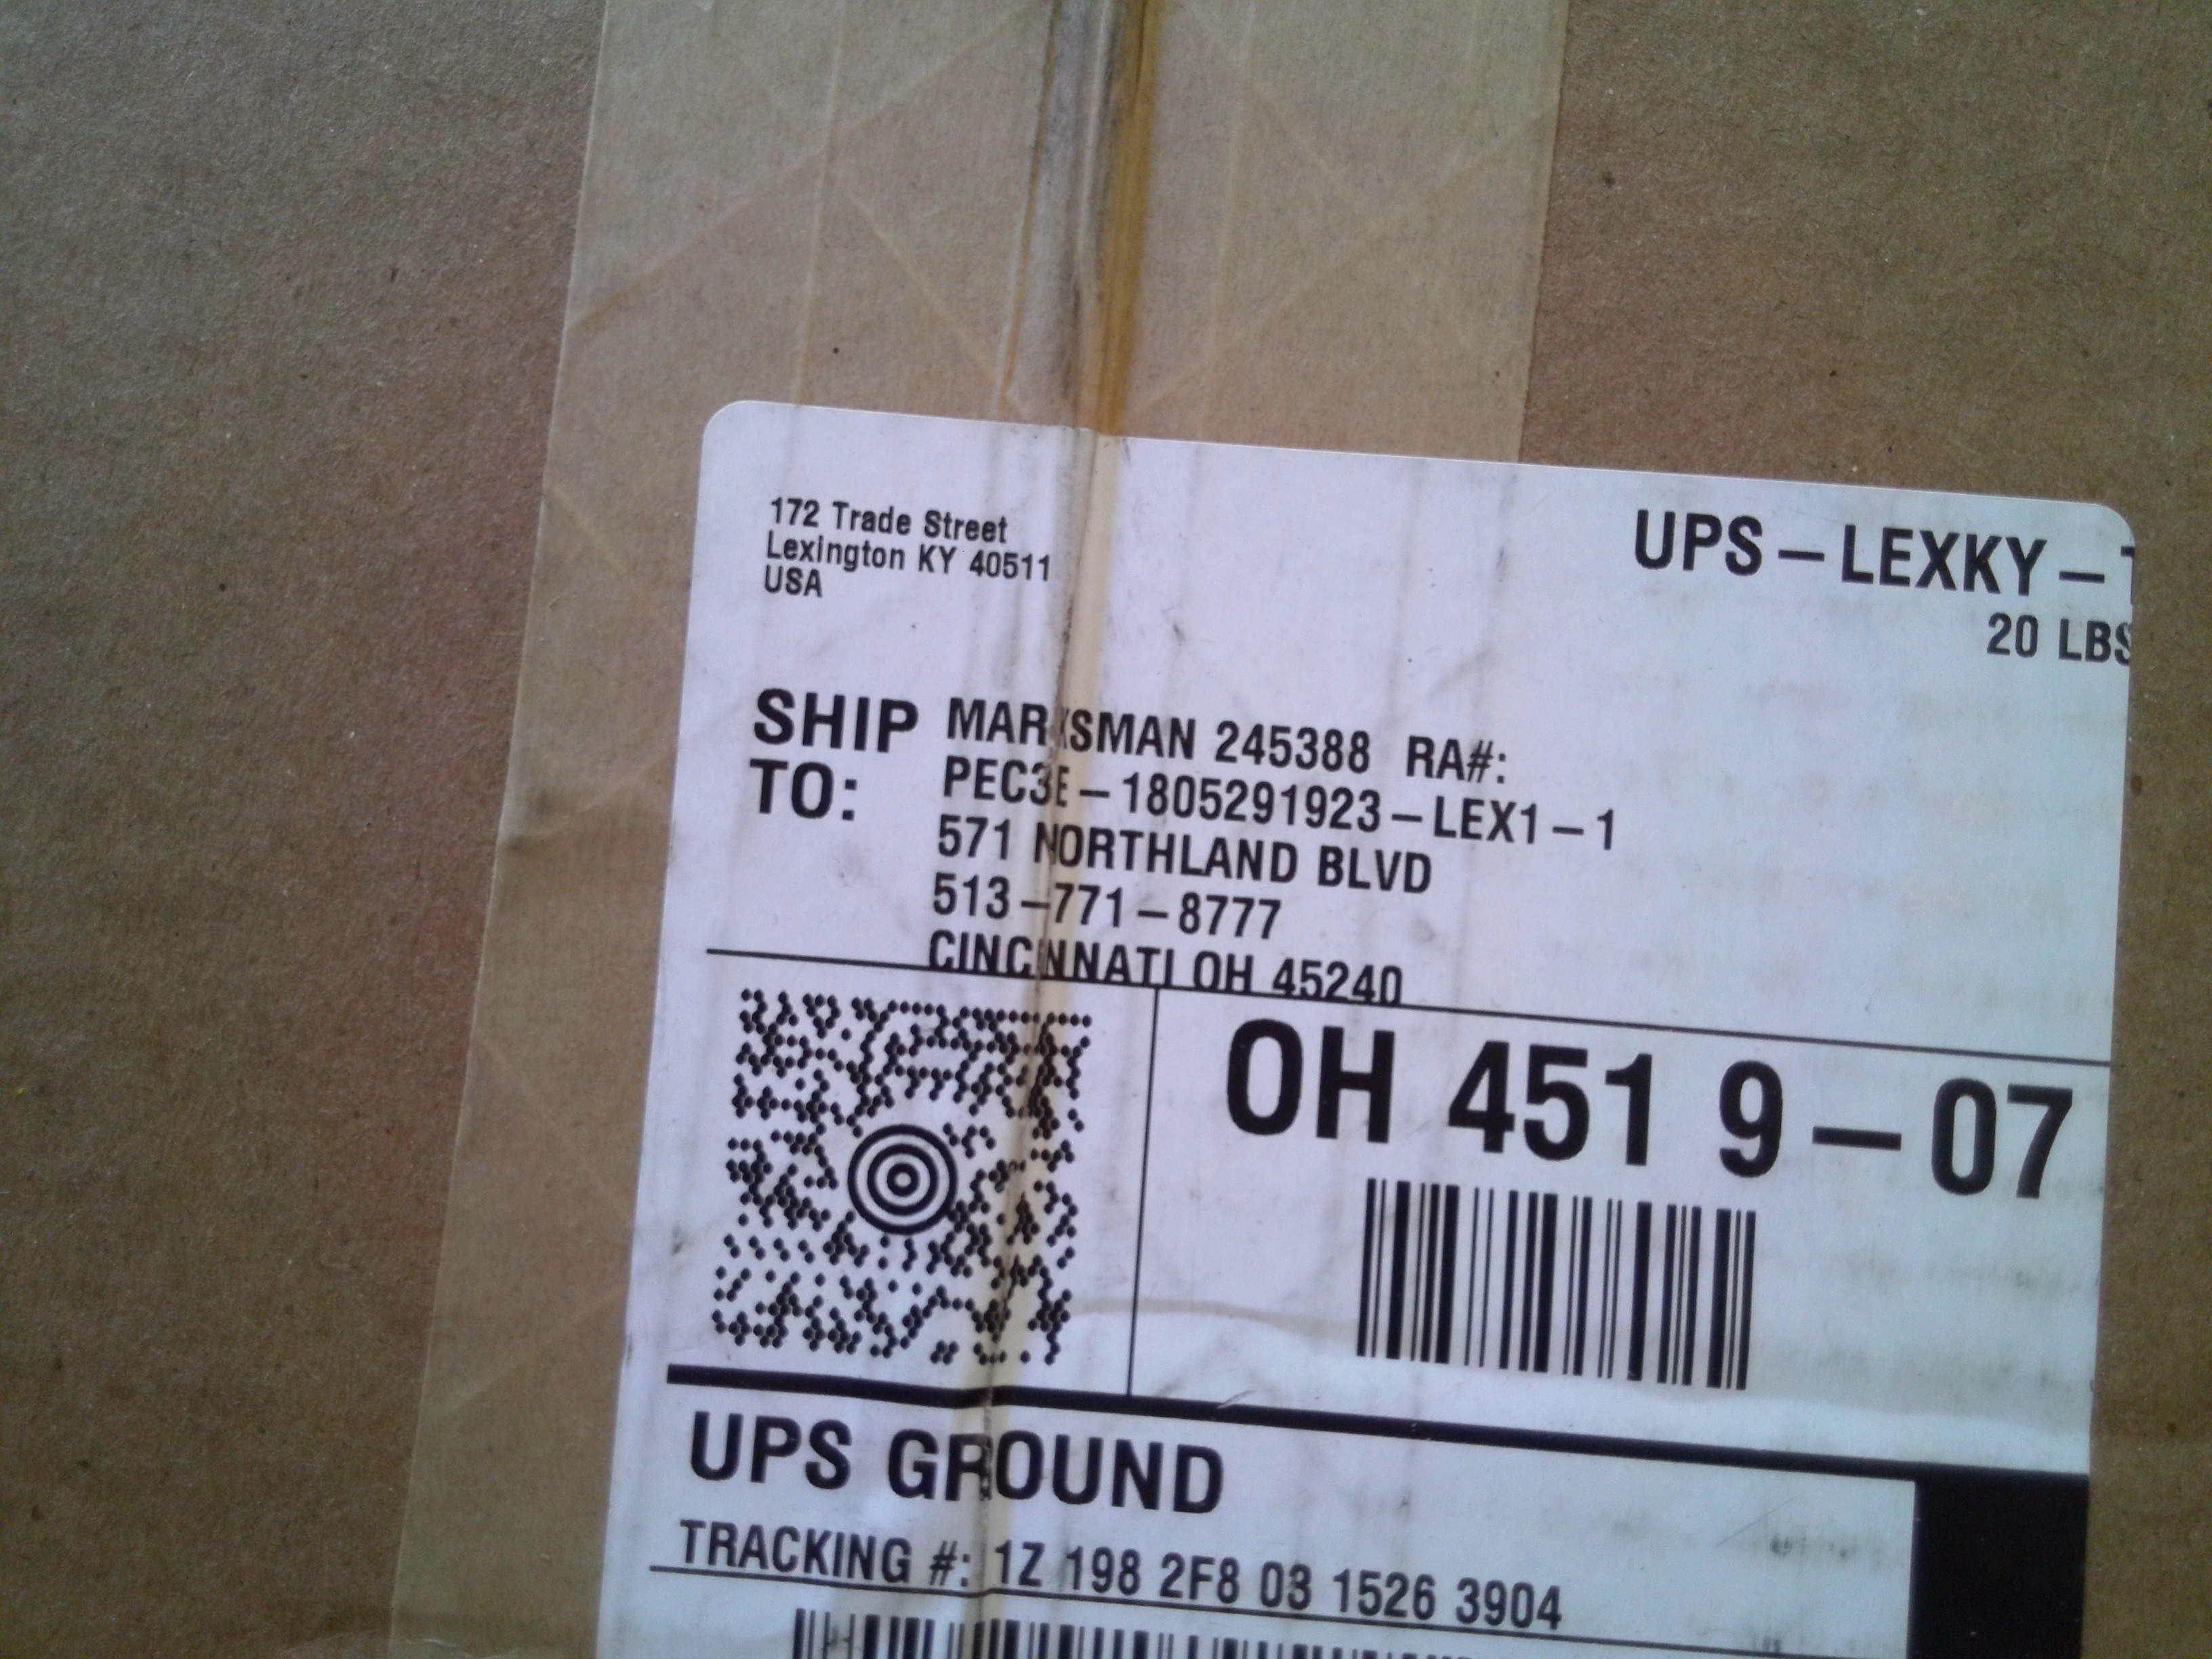 172 Trade Street
Lexington KY 40511
USA
UPS-LEXKY-
20 LBS
SHIP TO:
MARKSMAN 245388 RA#:
PEC3E-1805291923-LEX1-1
571 NORTHLAND BLVD
513-771-8777
CINCINNATI OH 45240
OH 451 9-07
UPS GROUND
TRACKING #: 1Z 198 2F8 03 1526 3904